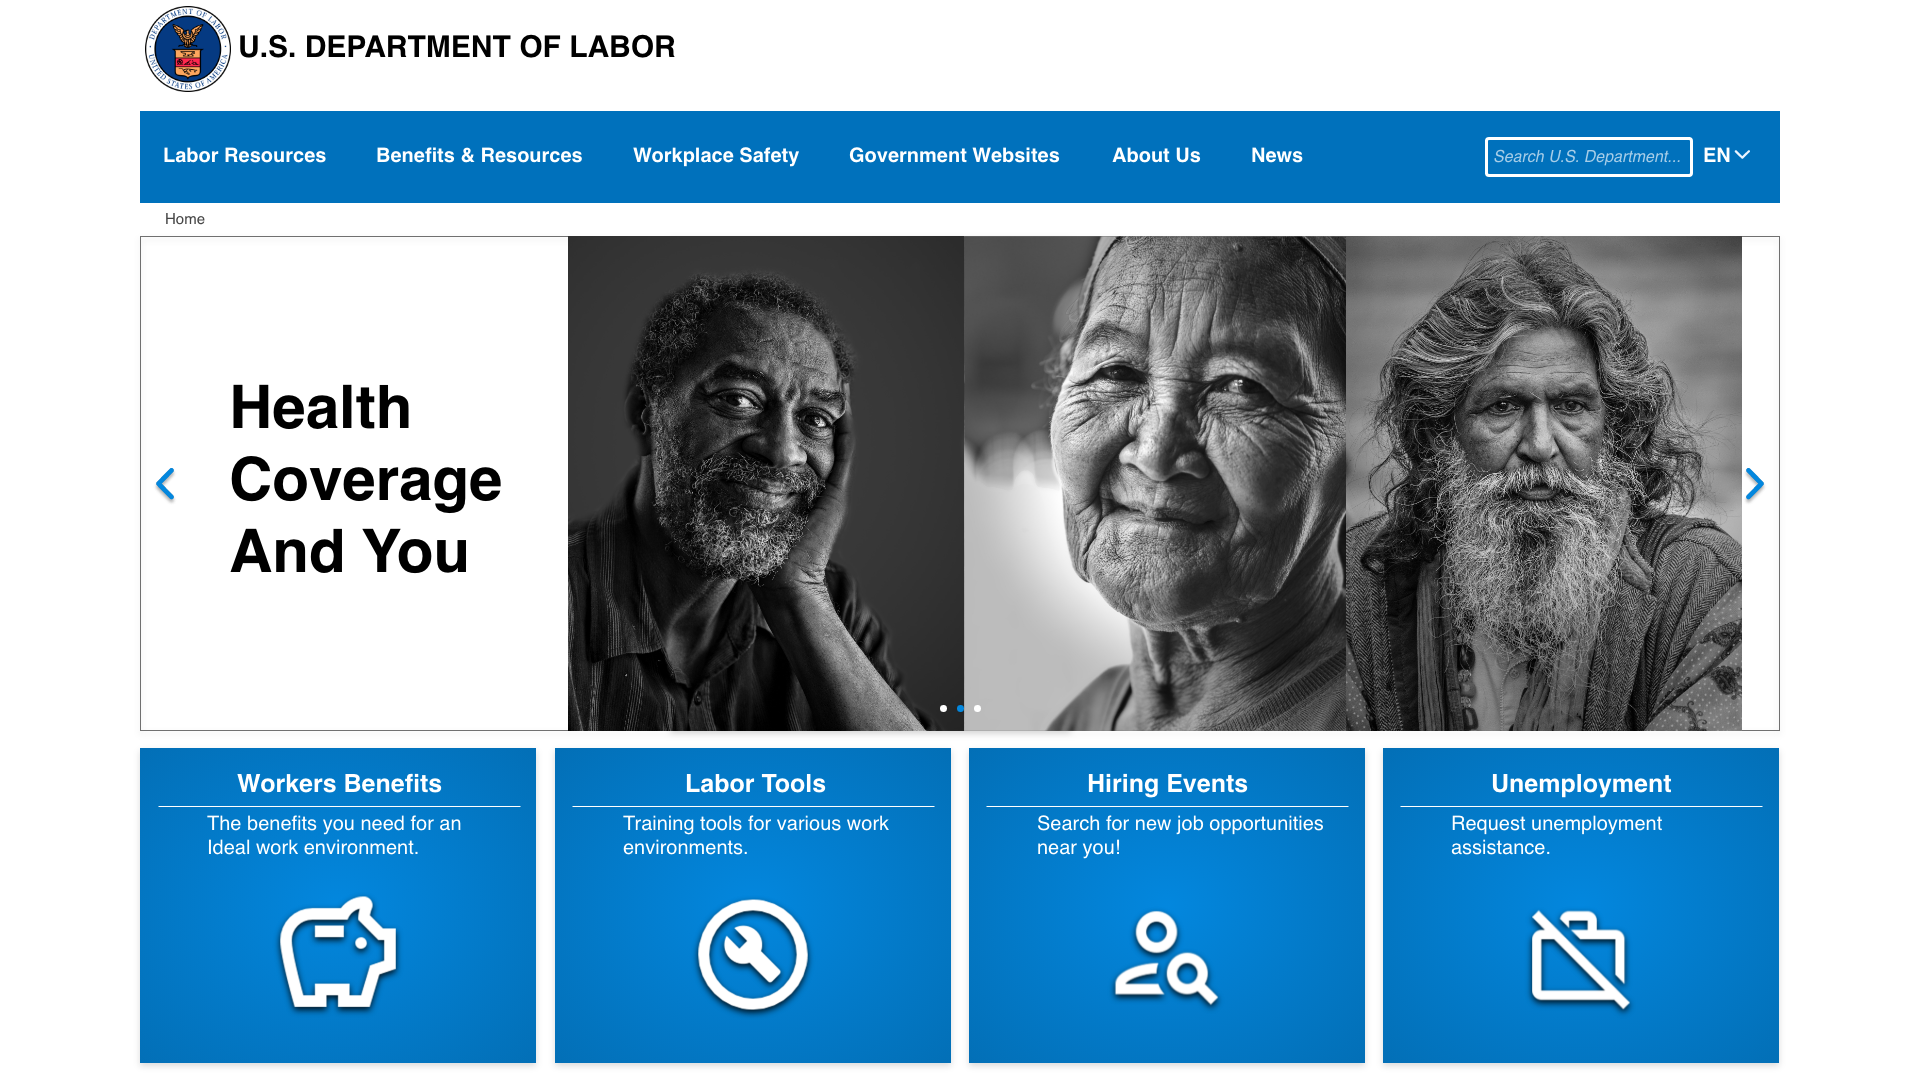 DEPARTMENT OF LABOR
UNITED STATES OF AMERICA
U.S. DEPARTMENT OF LABOR
Labor Resources
Benefits & Resources
Workplace Safety
Government Websites
About Us
News
Search U.S. Department...
EN
Home
Health
Coverage
And You
Workers Benefits
The benefits you need for an
Ideal work environment.
Labor Tools
Training tools for various work
environments.
Hiring Events
Search for new job opportunities
near you!
Unemployment
Request unemployment
assistance.